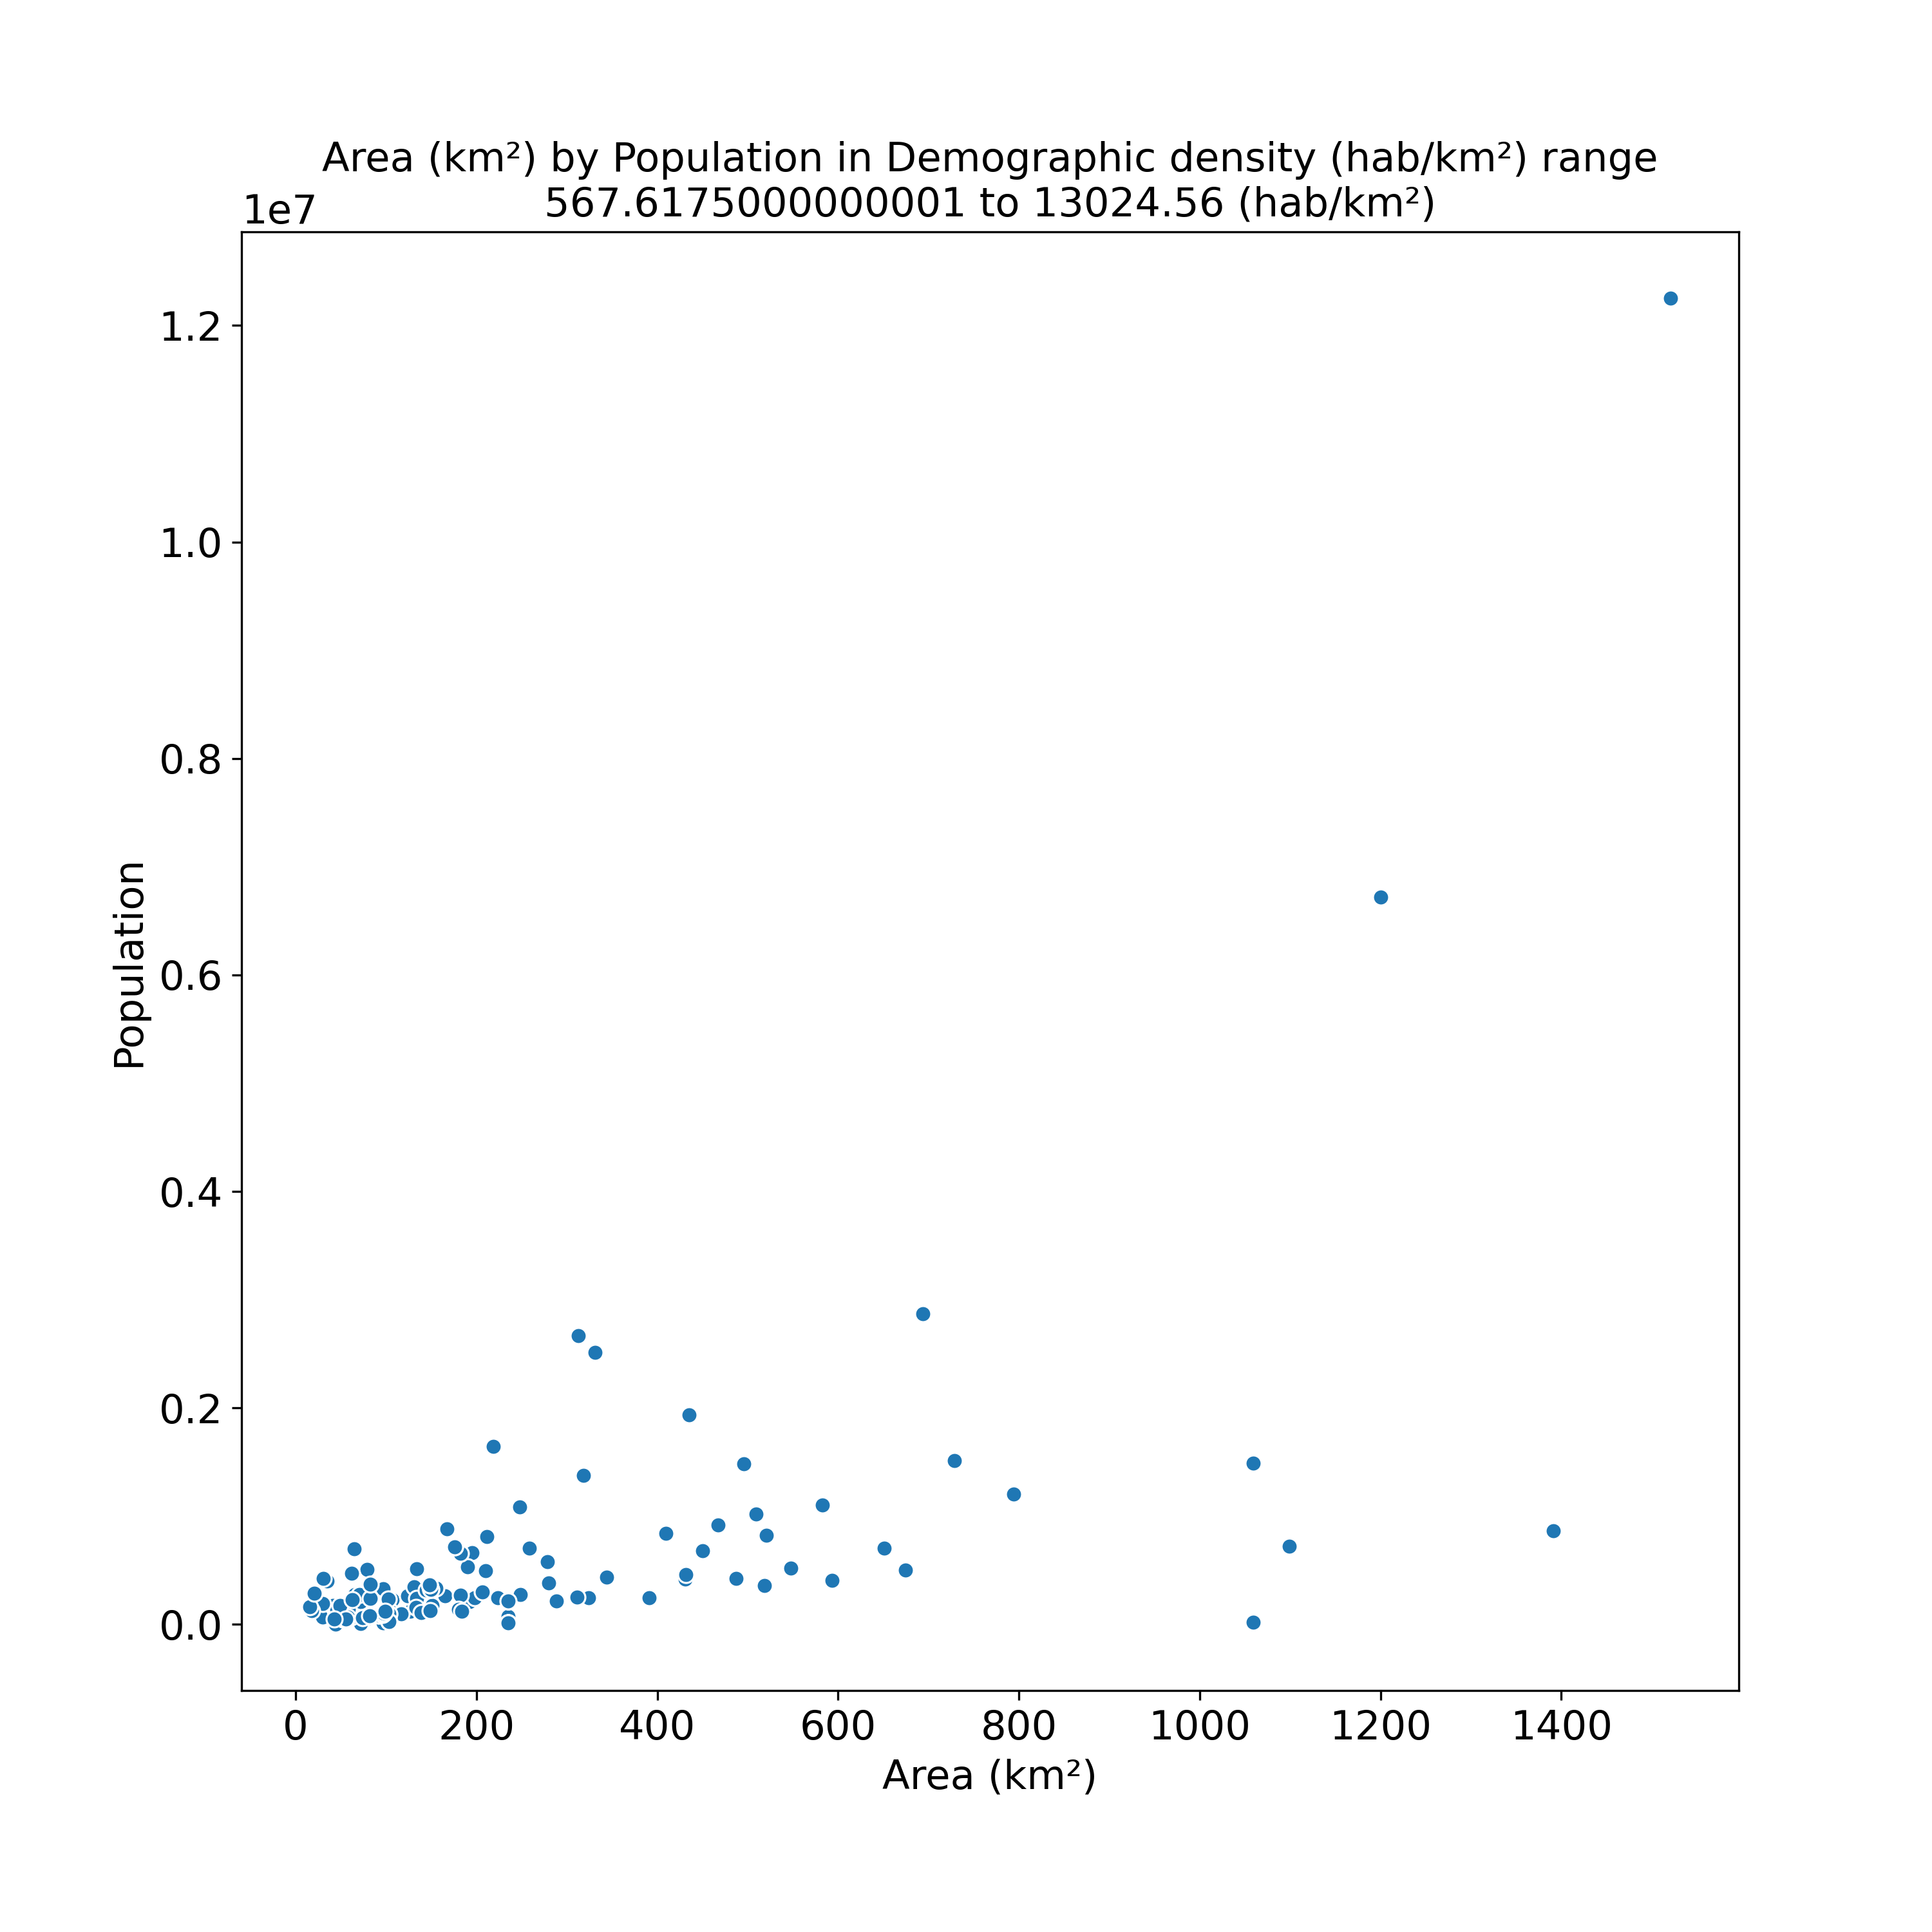 Area (km²) by Population in Demographic density (hab/km²) range
567.6175000000001 to 13024.56 (hab/km²)
1e7
1.2
1.0
0.8
0.6
0.4
0.2
0.0
Population
0 200 400 600 800 1000 1200 1400
Area (km²)